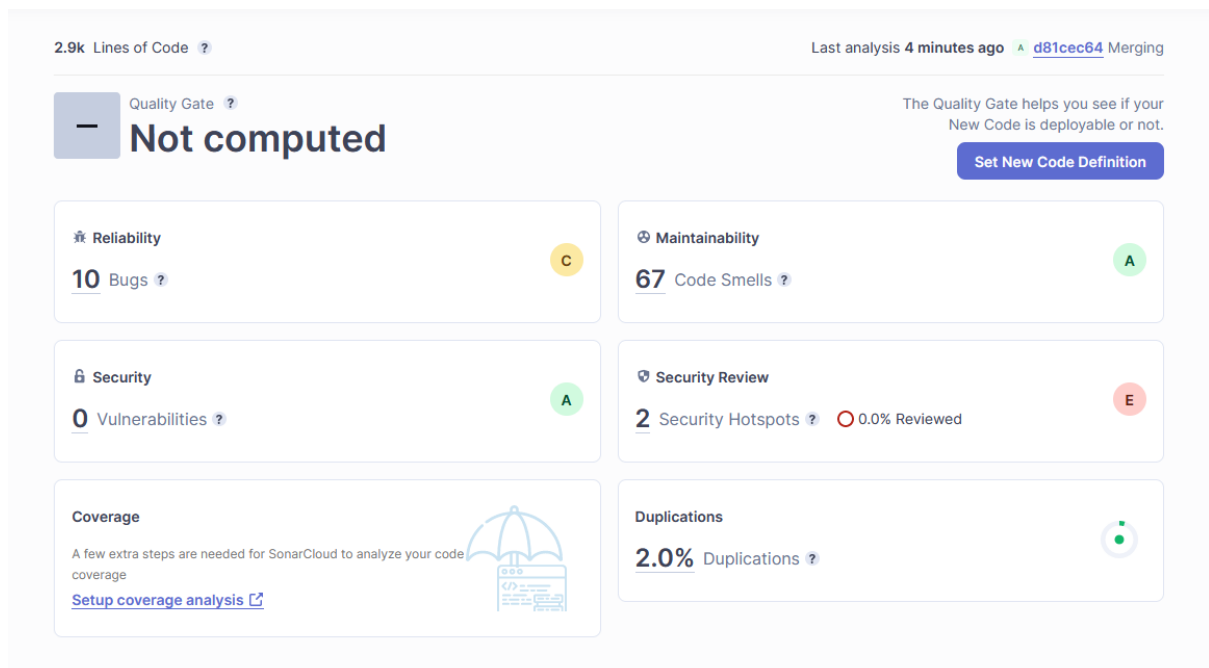 2.9k Lines of Code ?
Last analysis 4 minutes ago A d81cec64 Merging
Quality Gate ?
Not computed
The Quality Gate helps you see if your
New Code is deployable or not.
Set New Code Definition
Reliability
10 Bugs ?
C
Maintainability
67 Code Smells ?
A
Security
0 Vulnerabilities ?
A
Security Review
2 Security Hotspots ? 0.0% Reviewed
E
Coverage
A few extra steps are needed for SonarCloud to analyze your code
coverage
Setup coverage analysis
</>
Duplications
2.0% Duplications ?